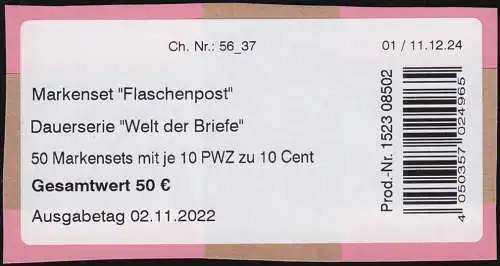 Ch. Nr.: 56_37
01 / 11.12.24
Markenset "Flaschenpost"
Dauerserie "Welt der Briefe"
50 Markensets mit je 10 PWZ zu 10 Cent
Gesamtwert 50 €
Ausgabetag 02.11.2022
Prod.-Nr. 1523 08502
4 050357 024965